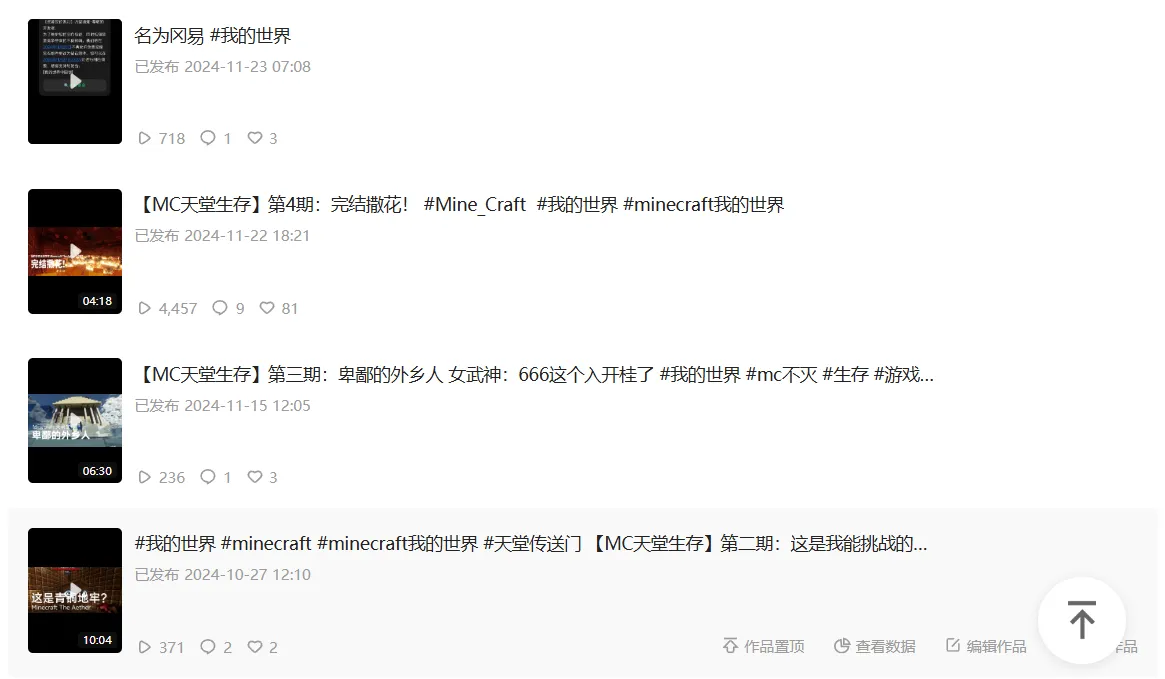 名为冈易 #我的世界
已发布 2024-11-23 07:08
718 1 3
【MC天堂生存】第4期：完结撒花！ #Mine_Craft #我的世界 #minecraft我的世界
已发布 2024-11-22 18:21
完结撒花!
04:18
4,457 9 81
【MC天堂生存】第三期：卑鄙的外乡人 女武神：666这个入开桂了 #我的世界 #mc不灭 #生存 #游戏...
已发布 2024-11-15 12:05
卑鄙的外乡人
06:30
236 1 3
#我的世界 #minecraft #minecraft我的世界 #天堂传送门 【MC天堂生存】第二期：这是我能挑战的...
已发布 2024-10-27 12:10
这是青铜地牢?
Minecraft The Aether
10:04
371 2 2
作品置顶 查看数据 编辑作品 作品